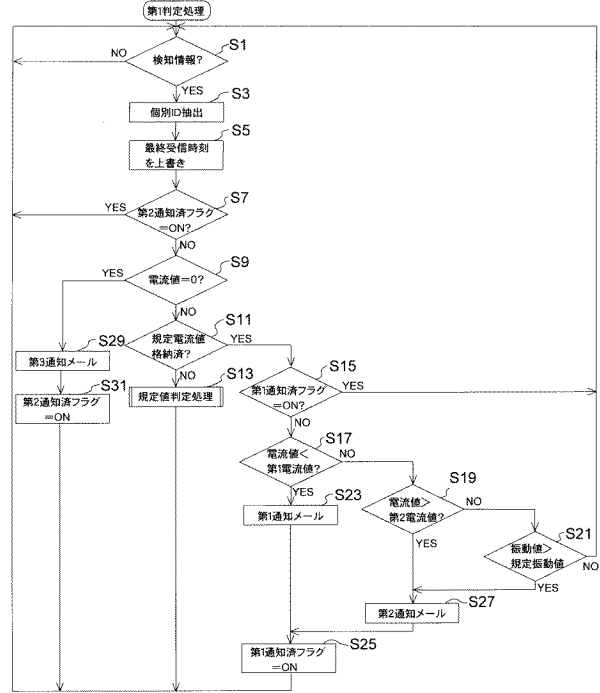 第1判定処理
S1
検知情報?
NO
YES
S3
個別ID抽出
S5
最終受信時刻
を上書き
S7
第2通知済フラグ
=ON?
YES
NO
S9
電流値=0?
YES
NO
S11
規定電流値
格納済?
YES
NO
S29
第3通知メール
S31
第2通知済フラグ
=ON
S13
規定値判定処理
S15
第1通知済フラグ
=ON?
YES
NO
S17
電流値<
第1電流値?
NO
YES
S19
電流値>
第2電流値?
NO
YES
S23
第1通知メール
S21
振動値>
規定振動値
NO
YES
S27
第2通知メール
S25
第1通知済フラグ
=ON